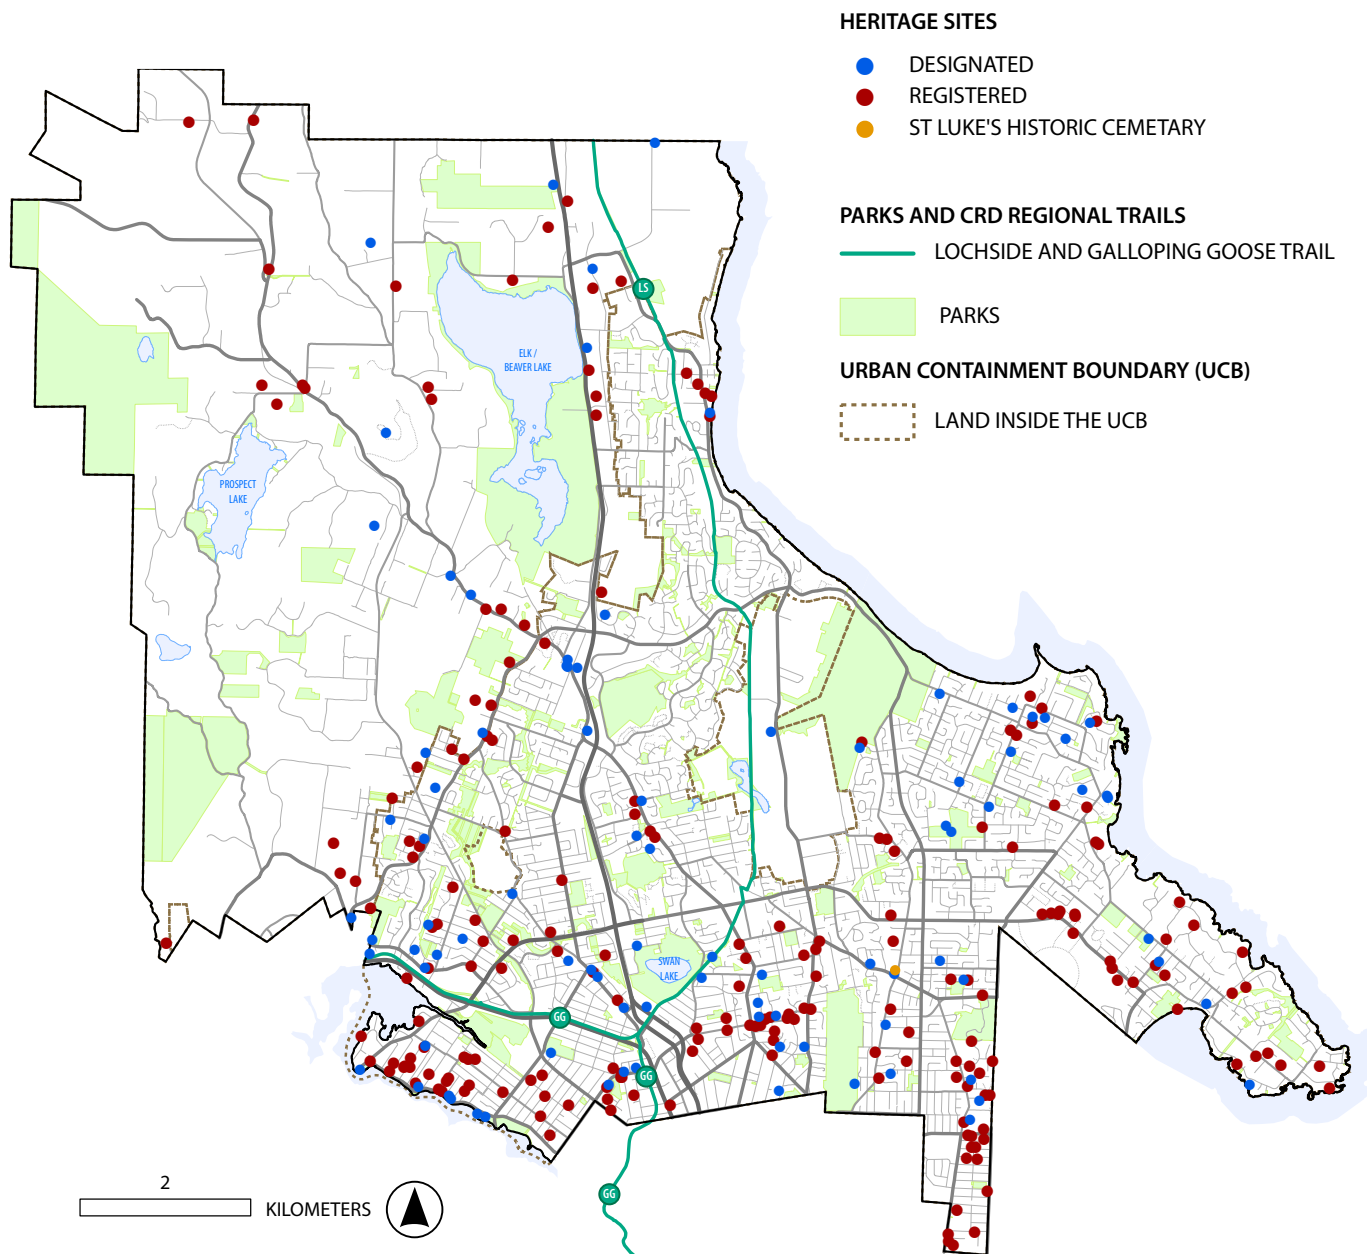 HERITAGE SITES
DESIGNATED
REGISTERED
ST LUKE'S HISTORIC CEMETARY
PARKS AND CRD REGIONAL TRAILS
LOCHSIDE AND GALLOPING GOOSE TRAIL
PARKS
URBAN CONTAINMENT BOUNDARY (UCB)
LAND INSIDE THE UCB
LS
ELK /
BEAVER LAKE
PROSPECT
LAKE
SWAN
LAKE
GG
GG
GG
2
KILOMETERS